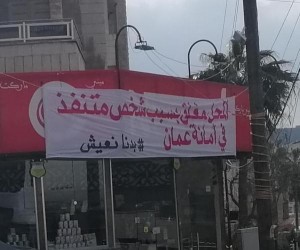 المحل مغلق بسبب شخص متنفذ
في أمانة عمان
#بدنا نعيش